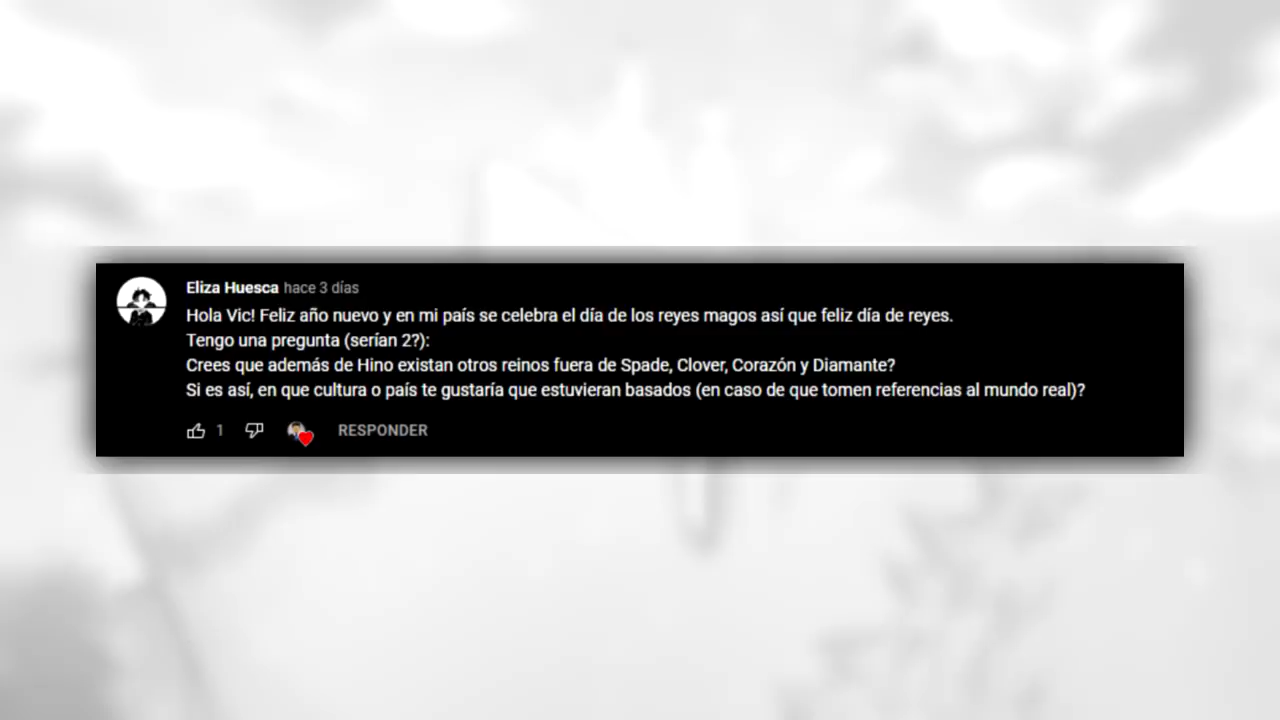 Eliza Huesca hace 3 días
Hola Vic! Feliz año nuevo y en mi país se celebra el día de los reyes magos así que feliz día de reyes.
Tengo una pregunta (serían 2?):
Crees que además de Hino existan otros reinos fuera de Spade, Clover, Corazón y Diamante?
Si es así, en que cultura o país te gustaría que estuvieran basados (en caso de que tomen referencias al mundo real)?
1 RESPONDER